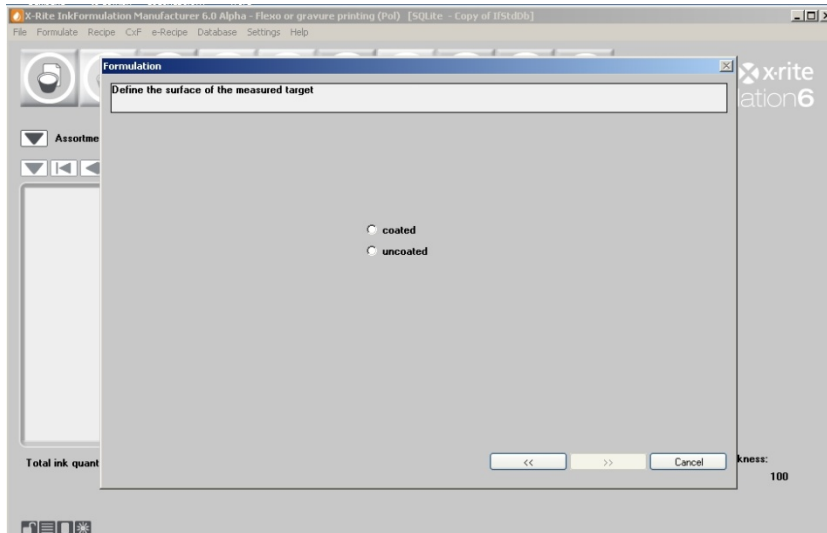 X-Rite InkFormulation Manufacturer 6.0 Alpha - Flexo or gravure printing (Pol) [SQLite - Copy of IfStdDb]
File Formulate Recipe CxF e-Recipe Database Settings Help
Formulation
Define the surface of the measured target
x·rite
lation6
Assortme
coated
uncoated
<< >> Cancel
Total ink quant
kness:
100